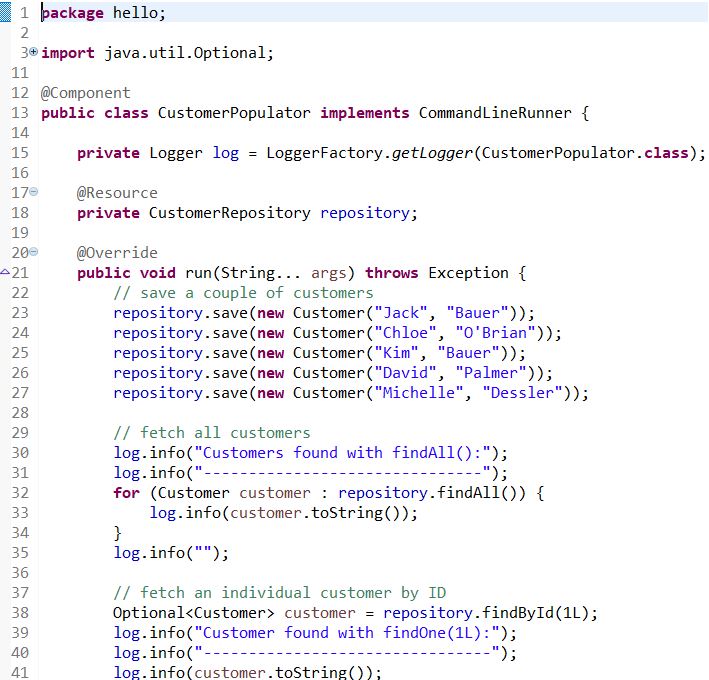 1 package hello;
2
3 import java.util.Optional;
11
12 @Component
13 public class CustomerPopulator implements CommandLineRunner {
14
15     private Logger log = LoggerFactory.getLogger(CustomerPopulator.class);
16
17     @Resource
18     private CustomerRepository repository;
19
20     @Override
21     public void run(String... args) throws Exception {
22         // save a couple of customers
23         repository.save(new Customer("Jack", "Bauer"));
24         repository.save(new Customer("Chloe", "O'Brian"));
25         repository.save(new Customer("Kim", "Bauer"));
26         repository.save(new Customer("David", "Palmer"));
27         repository.save(new Customer("Michelle", "Dessler"));
28
29         // fetch all customers
30         log.info("Customers found with findAll():");
31         log.info("-------------------------------");
32         for (Customer customer : repository.findAll()) {
33             log.info(customer.toString());
34         }
35         log.info("");
36
37         // fetch an individual customer by ID
38         Optional<Customer> customer = repository.findById(1L);
39         log.info("Customer found with findOne(1L):");
40         log.info("--------------------------------");
41         log.info(customer.toString());